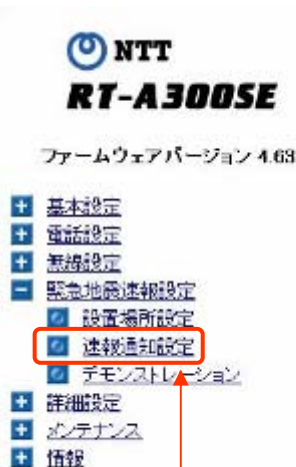 NTT
RT-A300SE
ファームウェアバージョン 4.63
基本設定
電話設定
無線設定
緊急地震速報設定
設置場所設定
速報通知設定
デモンストレーション
詳細設定
メンテナンス
情報